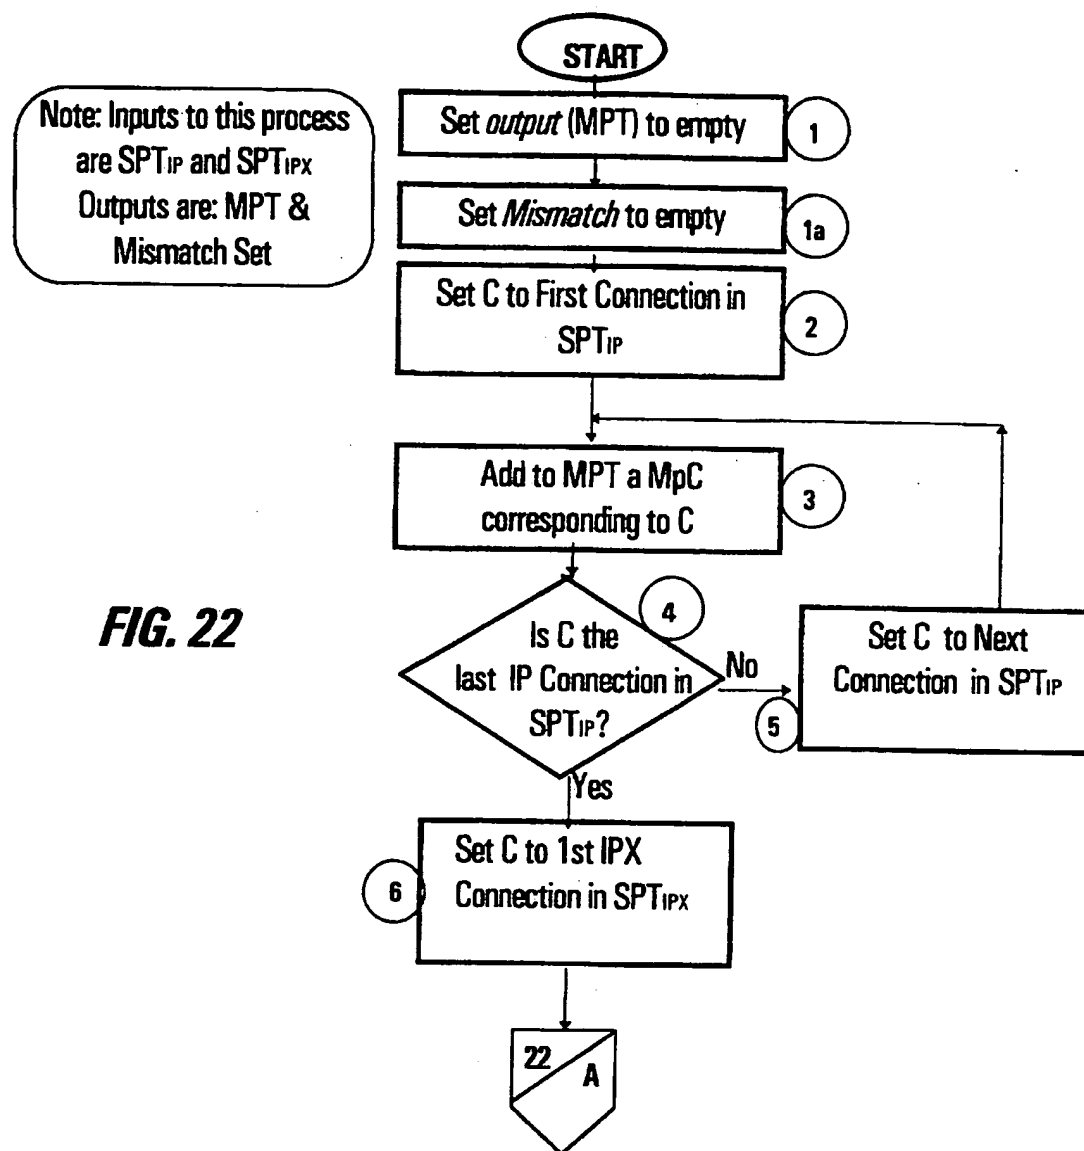 START
Note: Inputs to this process
are SPTIP and SPTIPX
Outputs are: MPT &
Mismatch Set
Set output (MPT) to empty
1
Set Mismatch to empty
1a
Set C to First Connection in
SPTIP
2
Add to MPT a MpC
corresponding to C
3
FIG. 22
4
Is C the
last IP Connection in
SPTIP?
No
Set C to Next
Connection in SPTIP
5
Yes
Set C to 1st IPX
Connection in SPTIPX
6
22
A